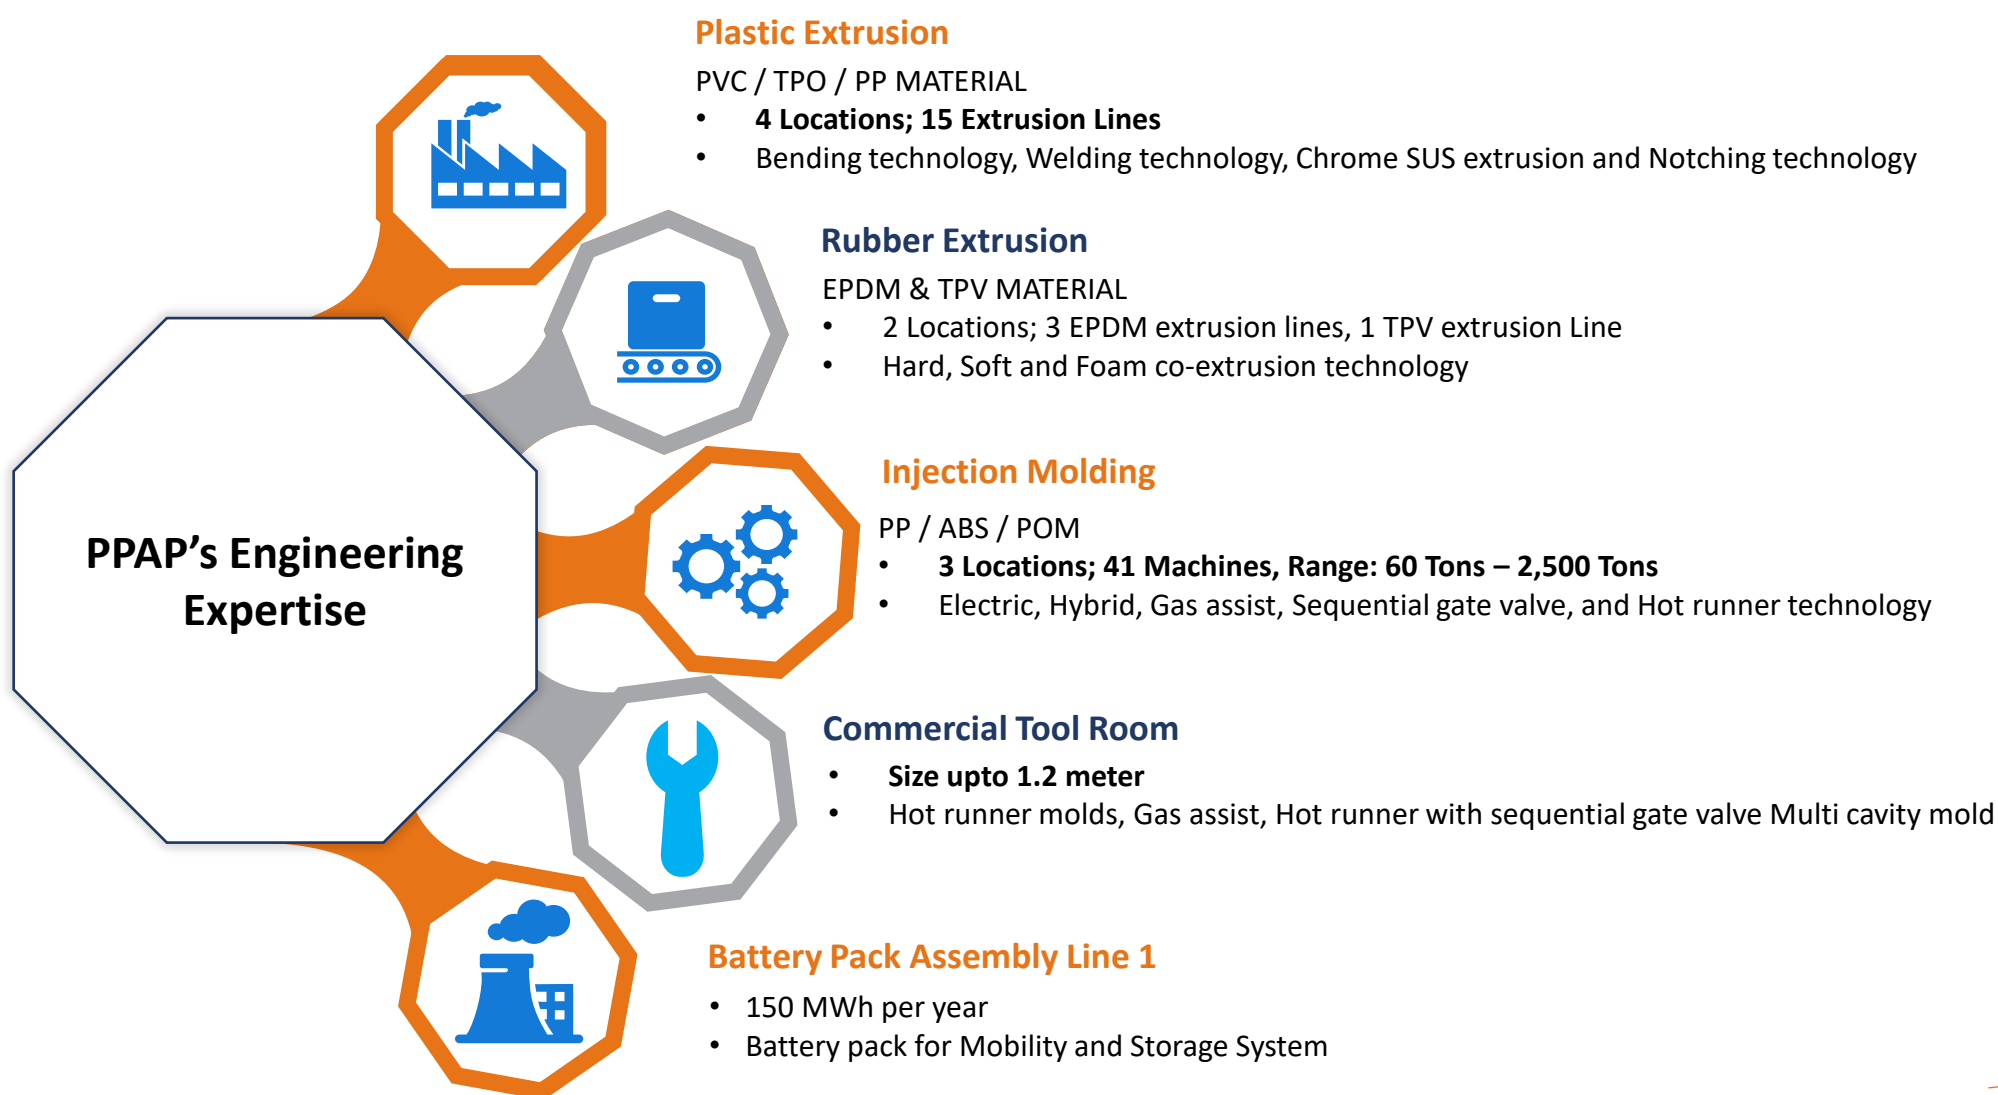 Plastic Extrusion
PVC / TPO / PP MATERIAL
• 4 Locations; 15 Extrusion Lines
• Bending technology, Welding technology, Chrome SUS extrusion and Notching technology
Rubber Extrusion
EPDM & TPV MATERIAL
• 2 Locations; 3 EPDM extrusion lines, 1 TPV extrusion Line
• Hard, Soft and Foam co-extrusion technology
PPAP’s Engineering
Expertise
Injection Molding
PP / ABS / POM
• 3 Locations; 41 Machines, Range: 60 Tons – 2,500 Tons
• Electric, Hybrid, Gas assist, Sequential gate valve, and Hot runner technology
Commercial Tool Room
• Size upto 1.2 meter
• Hot runner molds, Gas assist, Hot runner with sequential gate valve Multi cavity mold
Battery Pack Assembly Line 1
• 150 MWh per year
• Battery pack for Mobility and Storage System